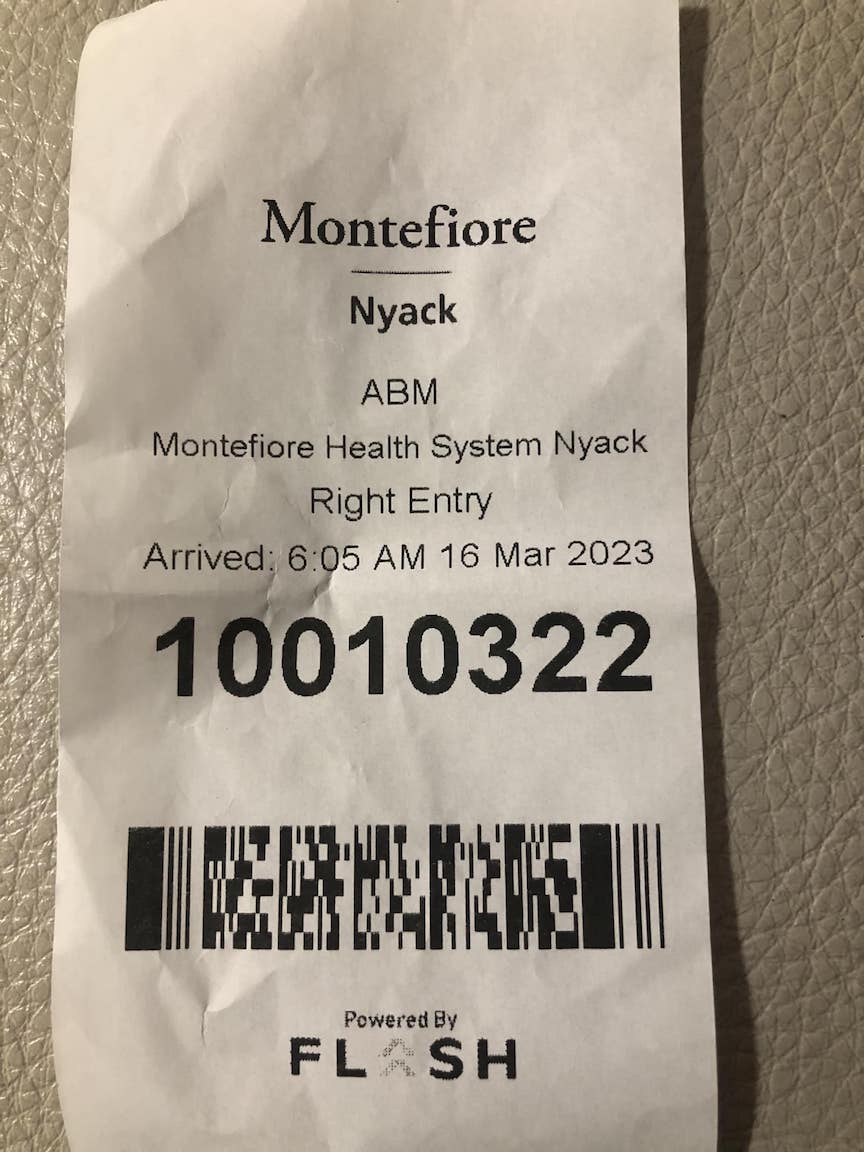 Montefiore
Nyack
ABM
Montefiore Health System Nyack
Right Entry
Arrived: 6:05 AM 16 Mar 2023
10010322
Powered By
FLASH